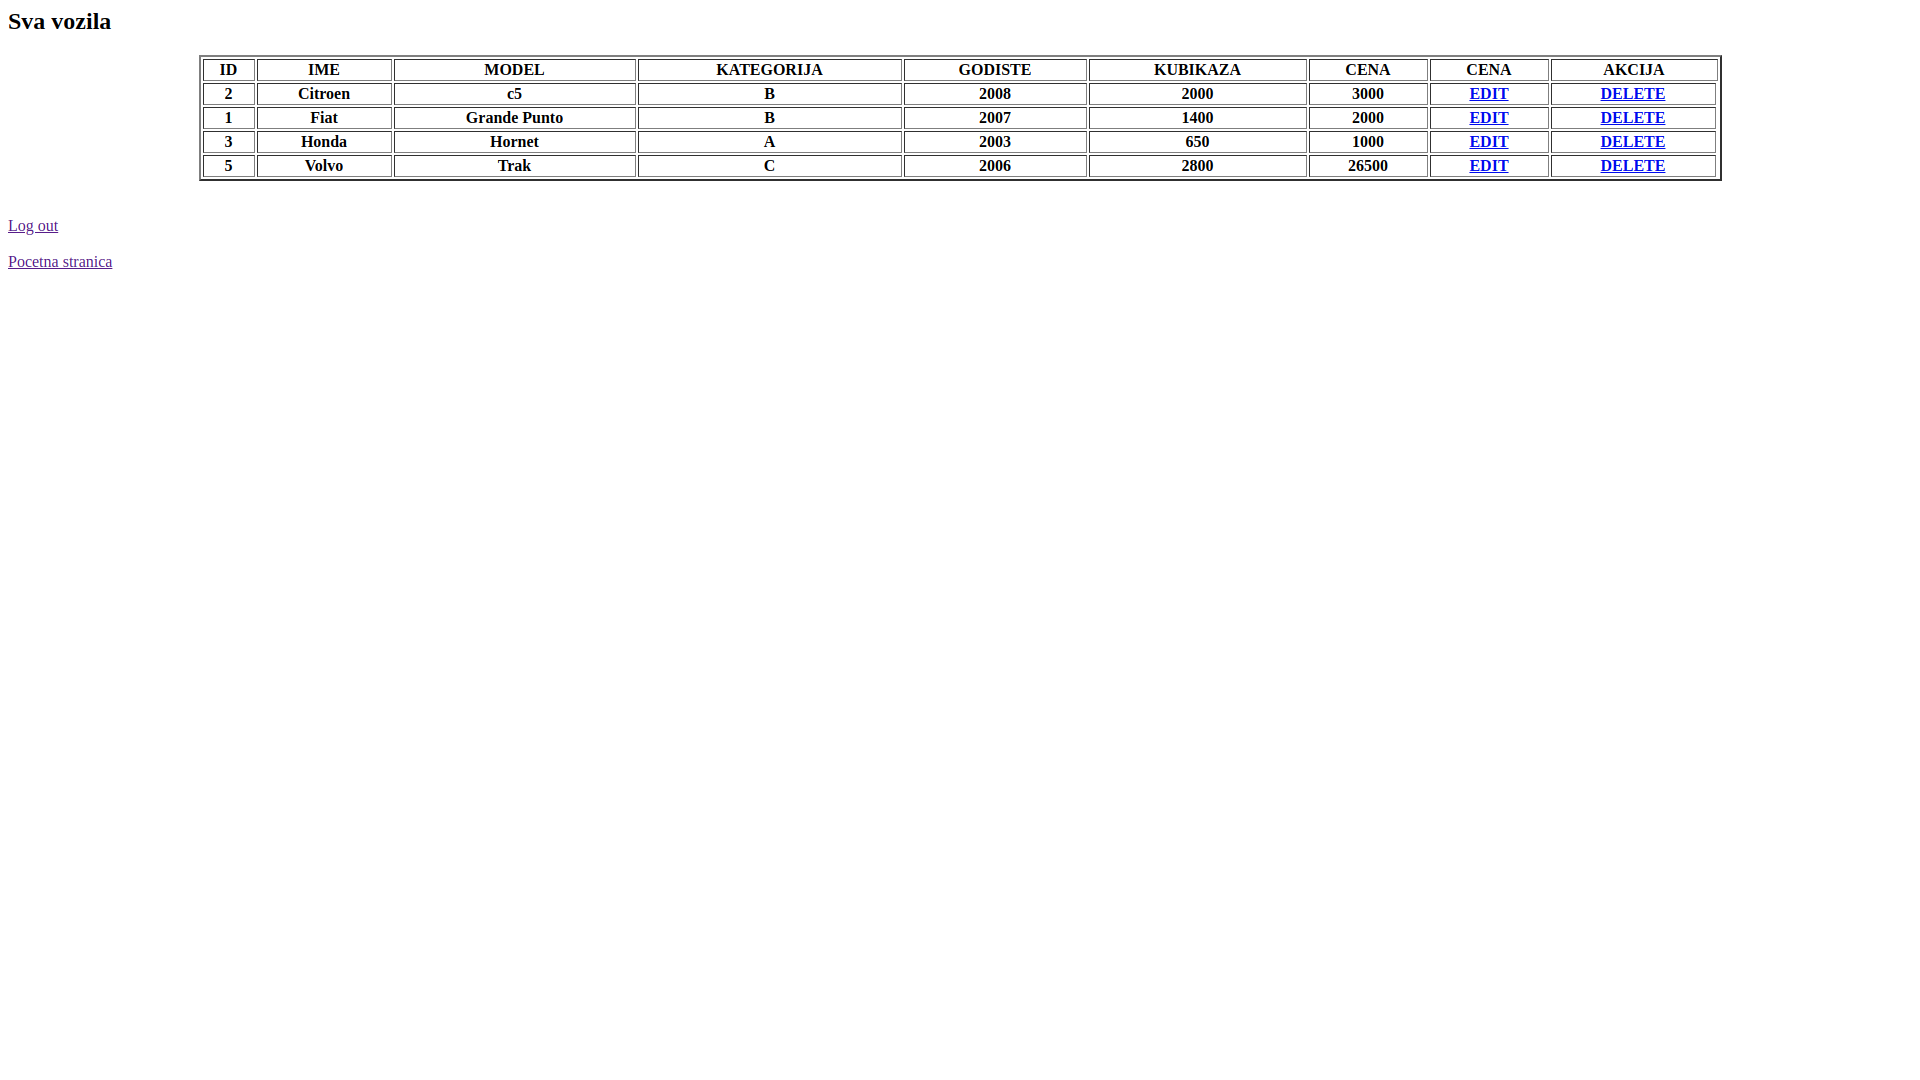 Sva vozila
ID IME MODEL KATEGORIJA GODISTE KUBIKAZA CENA CENA AKCIJA
2 Citroen c5 B 2008 2000 3000 EDIT DELETE
1 Fiat Grande Punto B 2007 1400 2000 EDIT DELETE
3 Honda Hornet A 2003 650 1000 EDIT DELETE
5 Volvo Trak C 2006 2800 26500 EDIT DELETE
Log out
Pocetna stranica